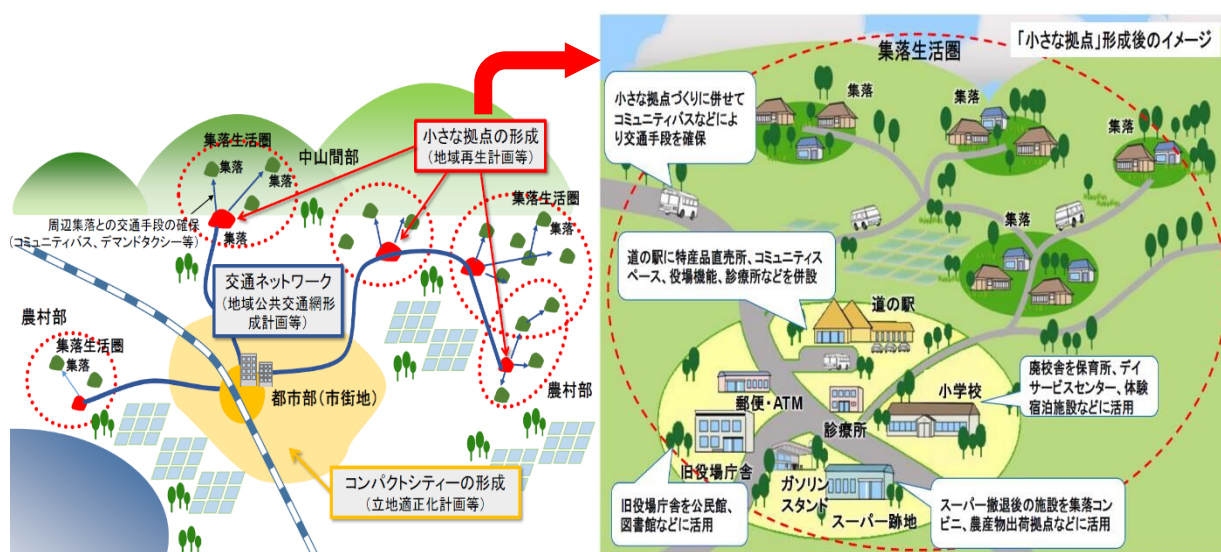 集落生活圏
集落
集落
中山間部
小さな拠点の形成
(地域再生計画等)
周辺集落との交通手段の確保
(コミュニティバス、デマンドタクシー等)
集落
集落生活圏
集落
交通ネットワーク
(地域公共交通網形
成計画等)
農村部
集落生活圏
集落
都市部(市街地)
農村部
コンパクトシティーの形成
(立地適正化計画等)
「小さな拠点」形成後のイメージ
集落生活圏
小さな拠点づくりに併せて
コミュニティバスなどによ
り交通手段を確保
集落
集落
集落
集落
道の駅に特産品直売所、コミュニティス
ペース、役場機能、診療所などを併設
道の駅
廃校舎を保育所、デイ
サービスセンター、体験
宿泊施設などに活用
郵便・ATM
小学校
診療所
旧役場庁舎
ガソリン
スタンド
スーパー跡地
旧役場庁舎を公民館、
図書館などに活用
スーパー撤退後の施設を集落コン
ビニ、農産物出荷拠点などに活用